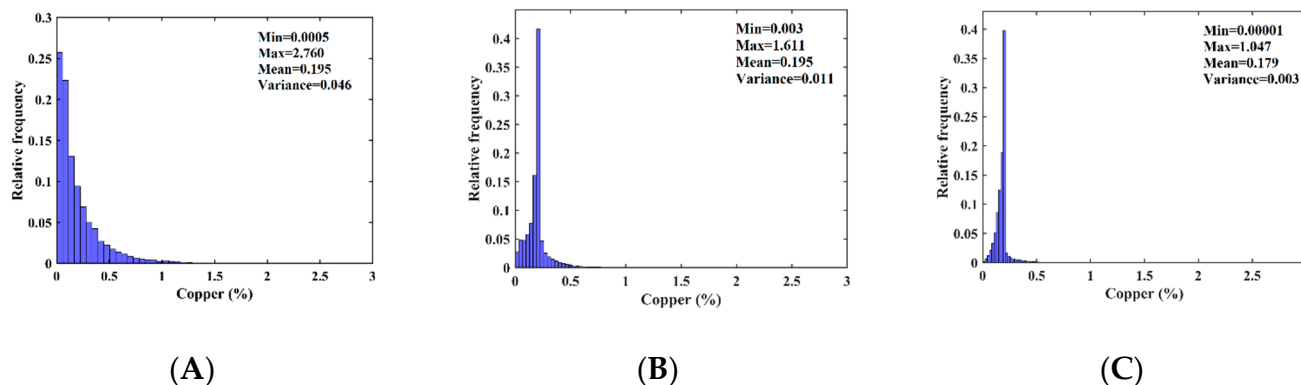 0.3
0.25
0.2
0.15
0.1
0.05
0
Relative frequency
Min=0.0005
Max=2.760
Mean=0.195
Variance=0.046
0 0.5 1 1.5 2 2.5 3
Copper (%)
(A)
0.4
0.35
0.3
0.25
0.2
0.15
0.1
0.05
0
Relative frequency
Min=0.003
Max=1.611
Mean=0.195
Variance=0.011
0 0.5 1 1.5 2 2.5 3
Copper (%)
(B)
0.4
0.35
0.3
0.25
0.2
0.15
0.1
0.05
0
Relative frequency
Min=0.00001
Max=1.047
Mean=0.179
Variance=0.003
0 0.5 1 1.5 2 2.5
Copper (%)
(C)